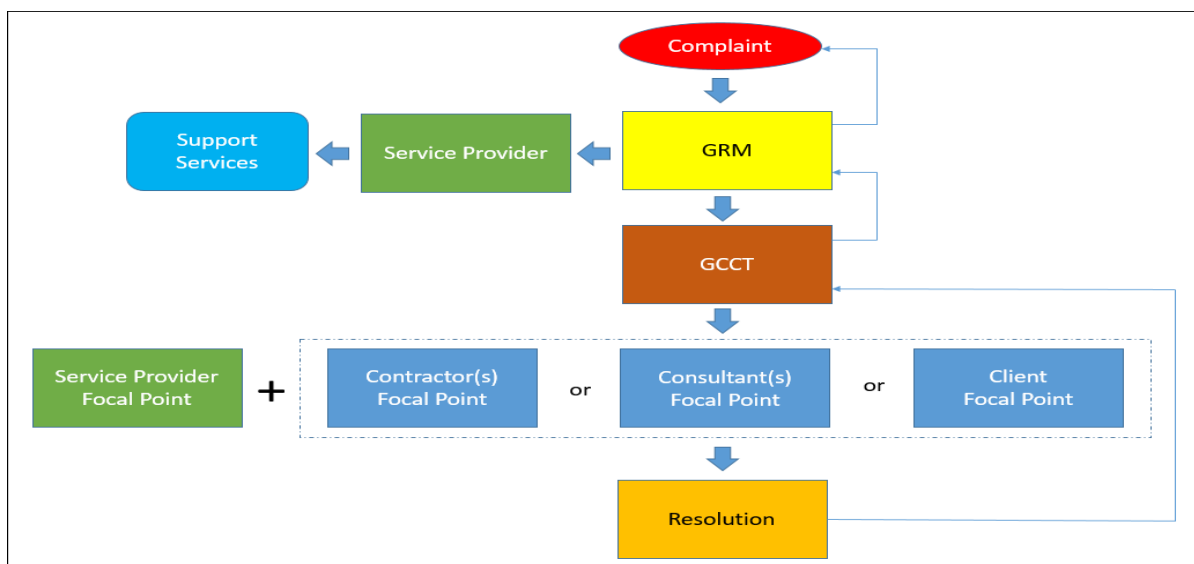 Complaint
Support
Services
Service Provider
GRM
GCCT
Service Provider
Focal Point
+
Contractor(s)
Focal Point
or
Consultant(s)
Focal Point
or
Client
Focal Point
Resolution